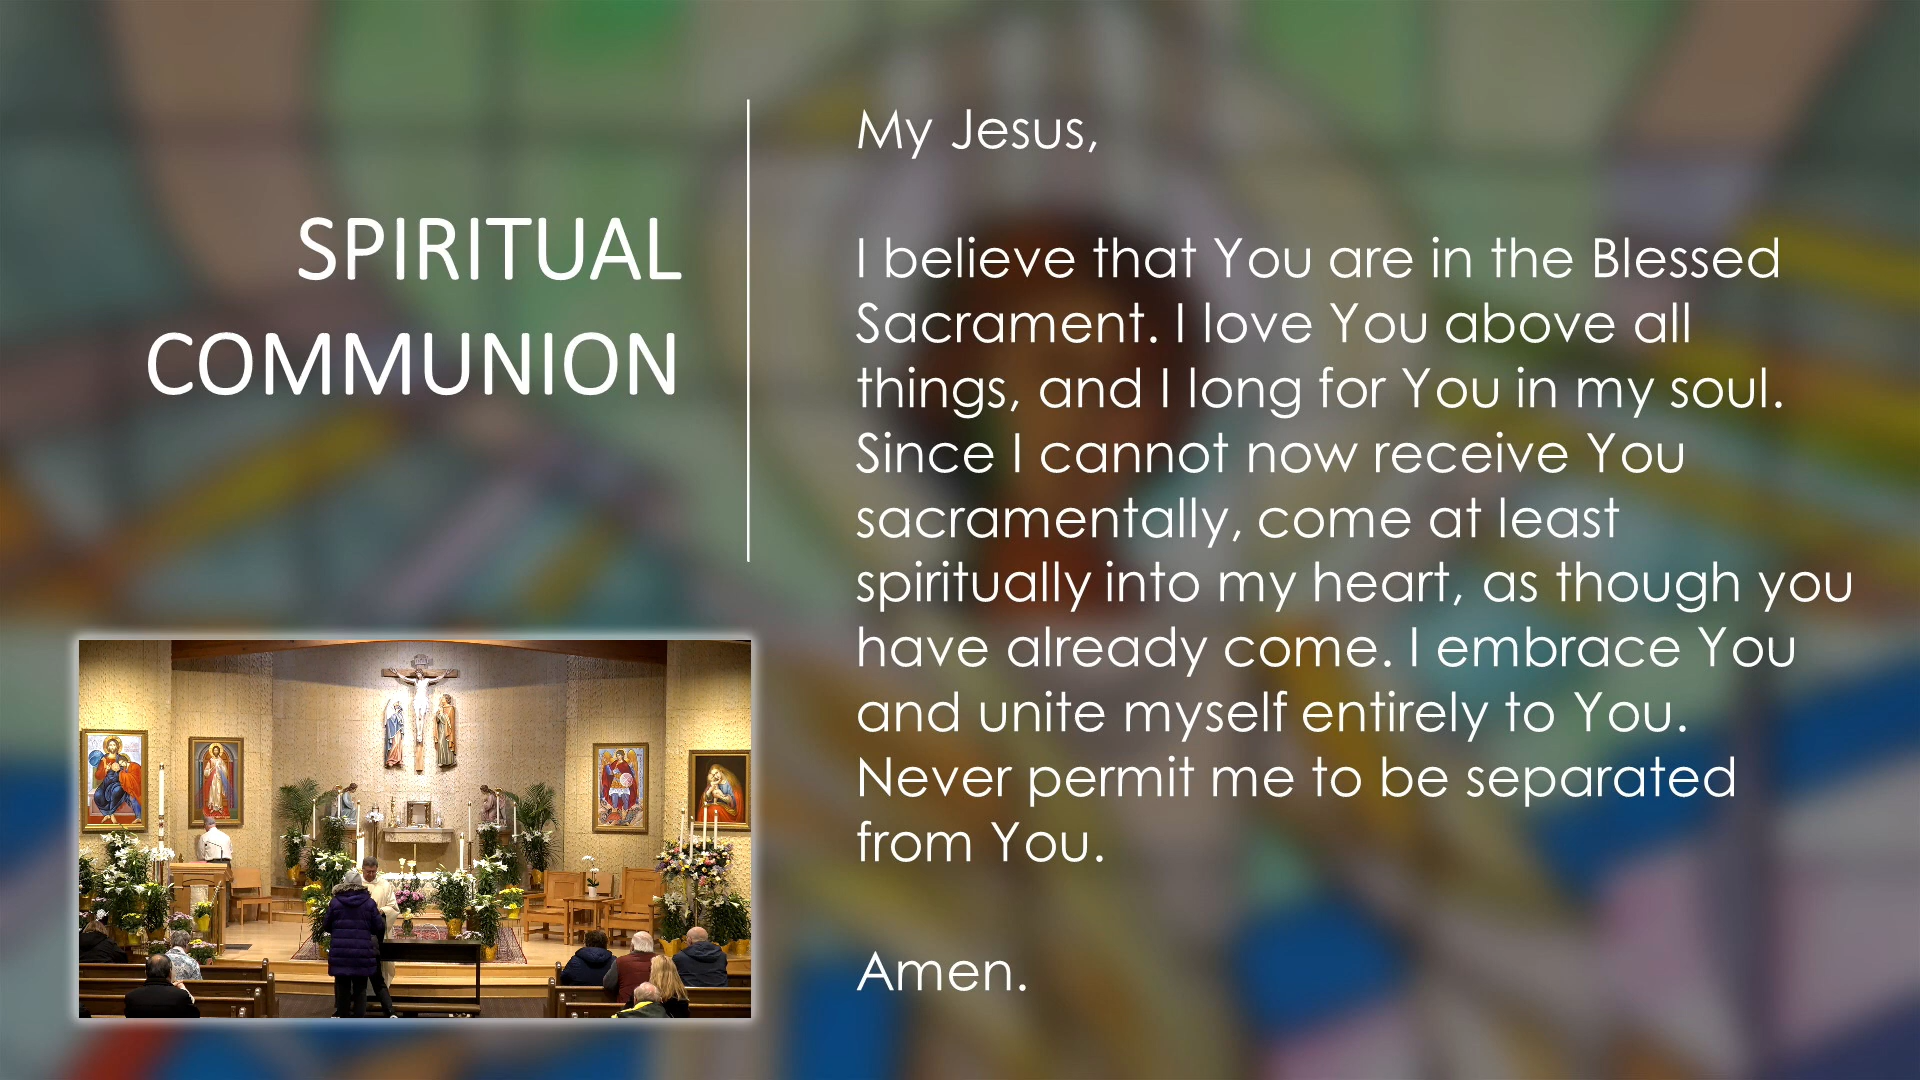 SPIRITUAL
COMMUNION
My Jesus,
I believe that You are in the Blessed
Sacrament. I love You above all
things, and I long for You in my soul.
Since I cannot now receive You
sacramentally, come at least
spiritually into my heart, as though you
have already come. I embrace You
and unite myself entirely to You.
Never permit me to be separated
from You.
Amen.